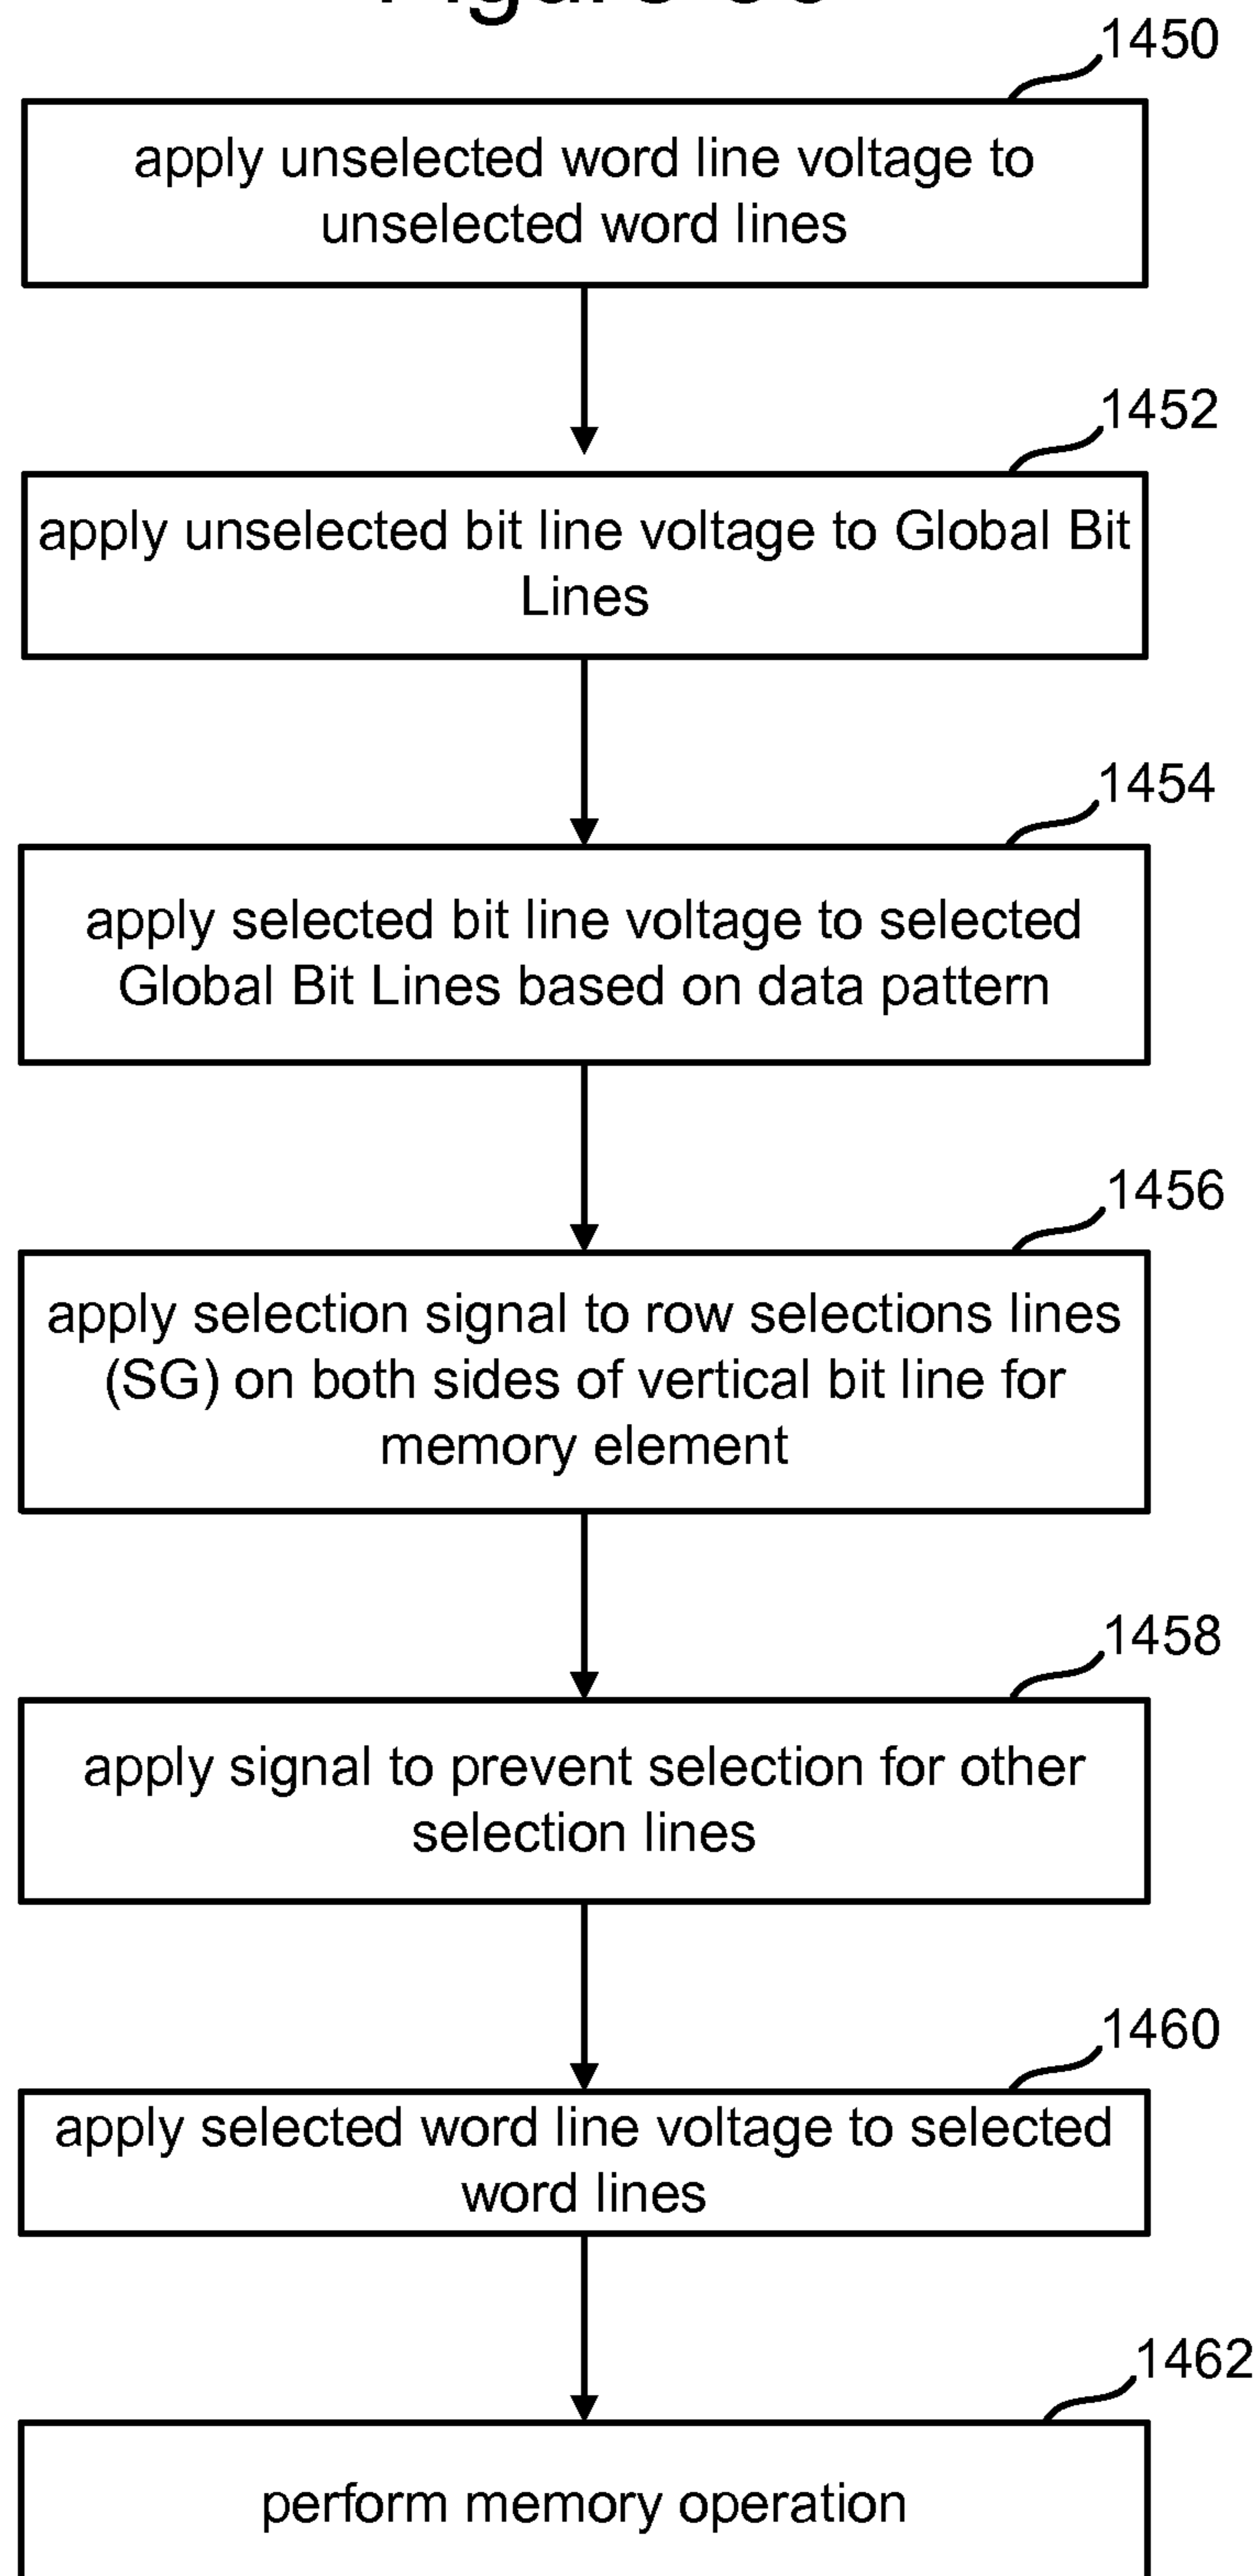 1450
apply unselected word line voltage to
unselected word lines
1452
apply unselected bit line voltage to Global Bit
Lines
1454
apply selected bit line voltage to selected
Global Bit Lines based on data pattern
1456
apply selection signal to row selections lines
(SG) on both sides of vertical bit line for
memory element
1458
apply signal to prevent selection for other
selection lines
1460
apply selected word line voltage to selected
word lines
1462
perform memory operation